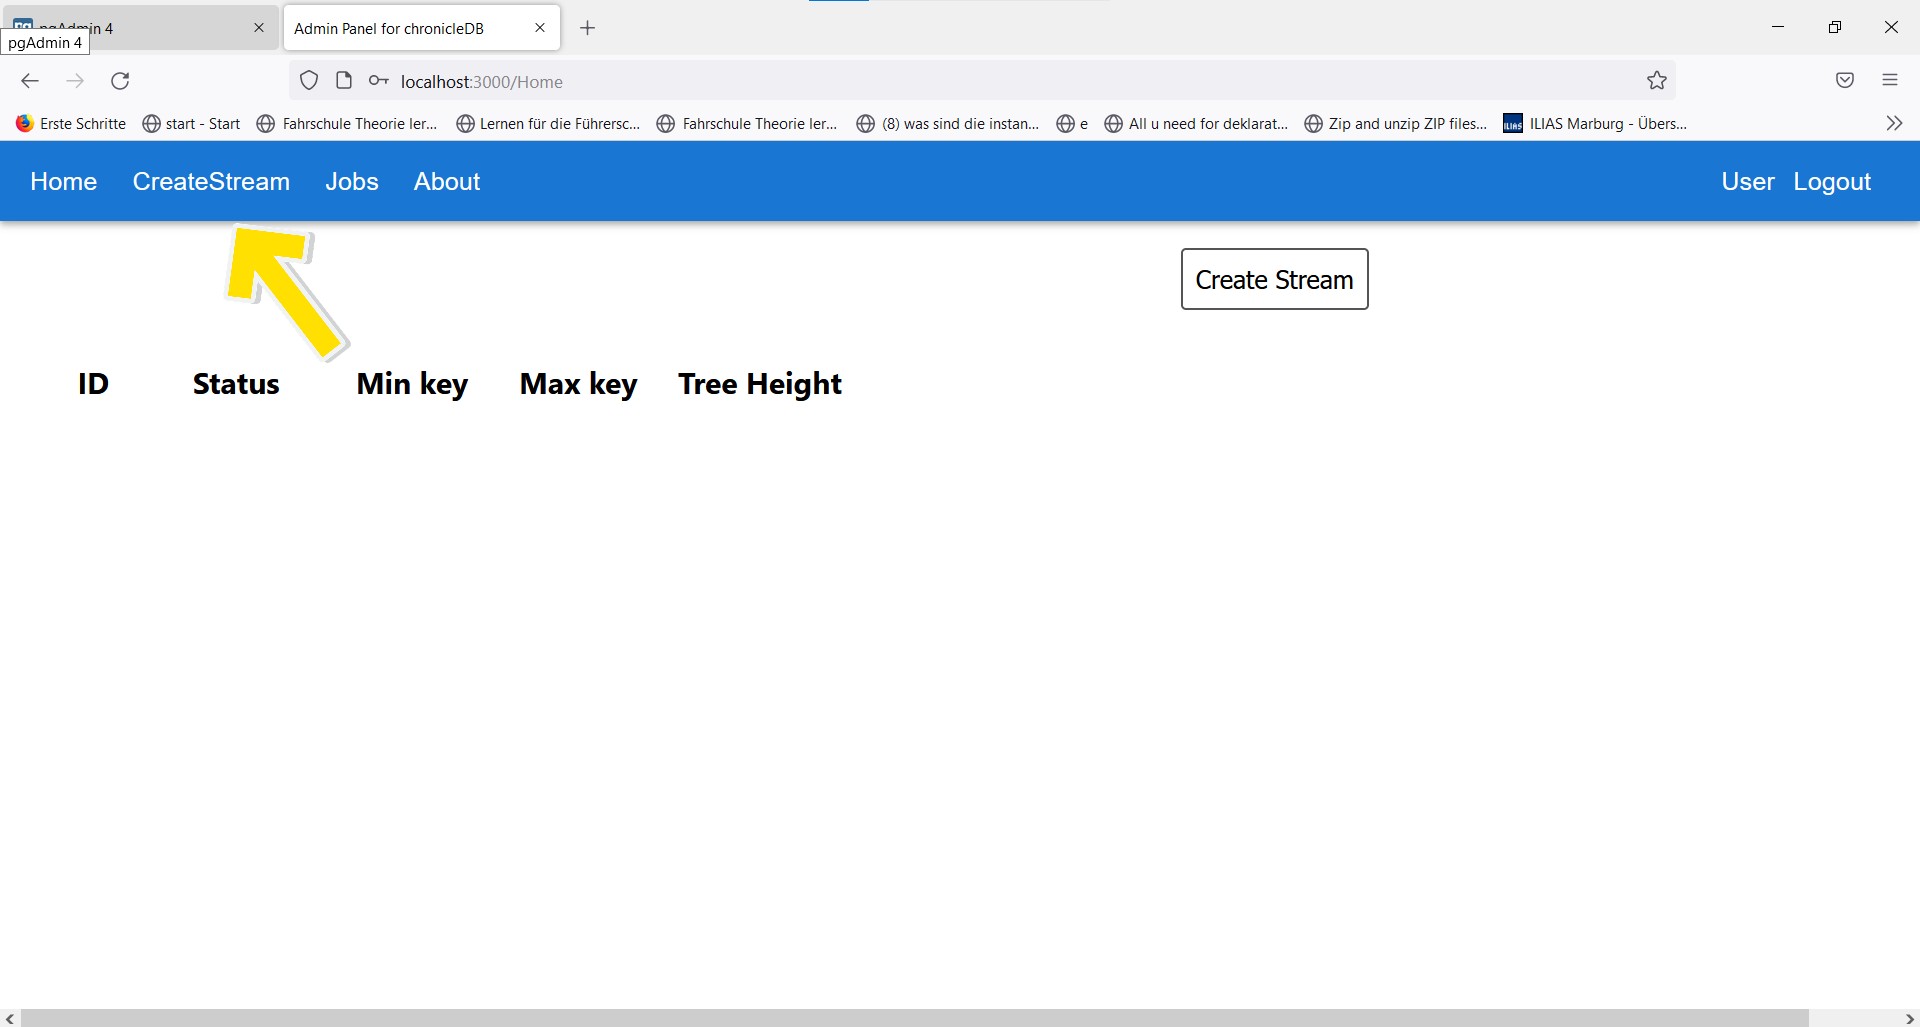 pgAdmin 4
Admin Panel for chronicleDB
pgAdmin 4
localhost:3000/Home
Erste Schritte
start - Start
Fahrschule Theorie ler...
Lernen für die Führersc...
Fahrschule Theorie ler...
(8) was sind die instan...
e
All u need for deklarat...
Zip and unzip ZIP files...
ILIAS
ILIAS Marburg - Übers...
Home
CreateStream
Jobs
About
User
Logout
Create Stream
ID
Status
Min key
Max key
Tree Height